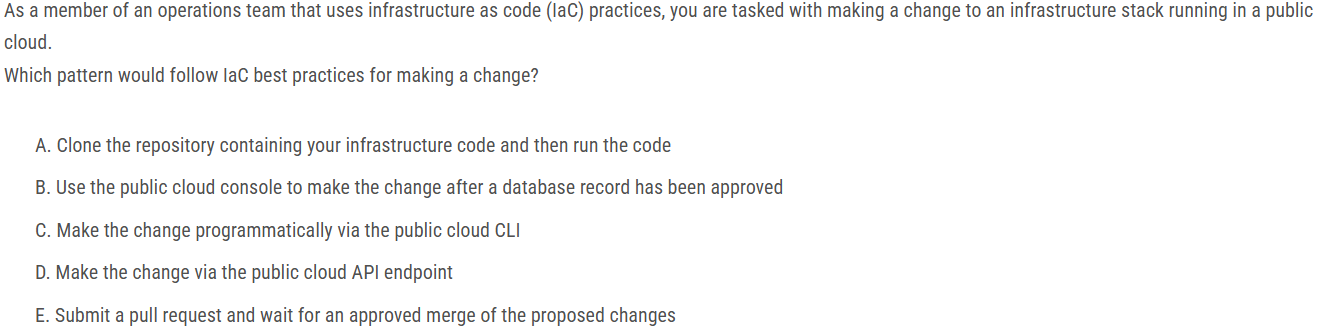 As a member of an operations team that uses infrastructure as code (IaC) practices, you are tasked with making a change to an infrastructure stack running in a public
cloud.
Which pattern would follow IaC best practices for making a change?
A. Clone the repository containing your infrastructure code and then run the code
B. Use the public cloud console to make the change after a database record has been approved
C. Make the change programmatically via the public cloud CLI
D. Make the change via the public cloud API endpoint
E. Submit a pull request and wait for an approved merge of the proposed changes